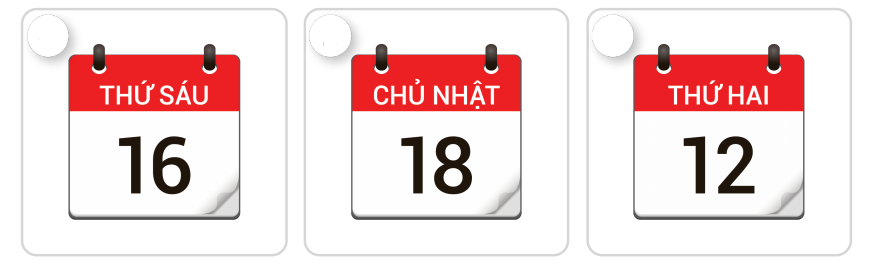 THỨ SÁU
16
CHỦ NHẬT
18
THỨ HAI
12